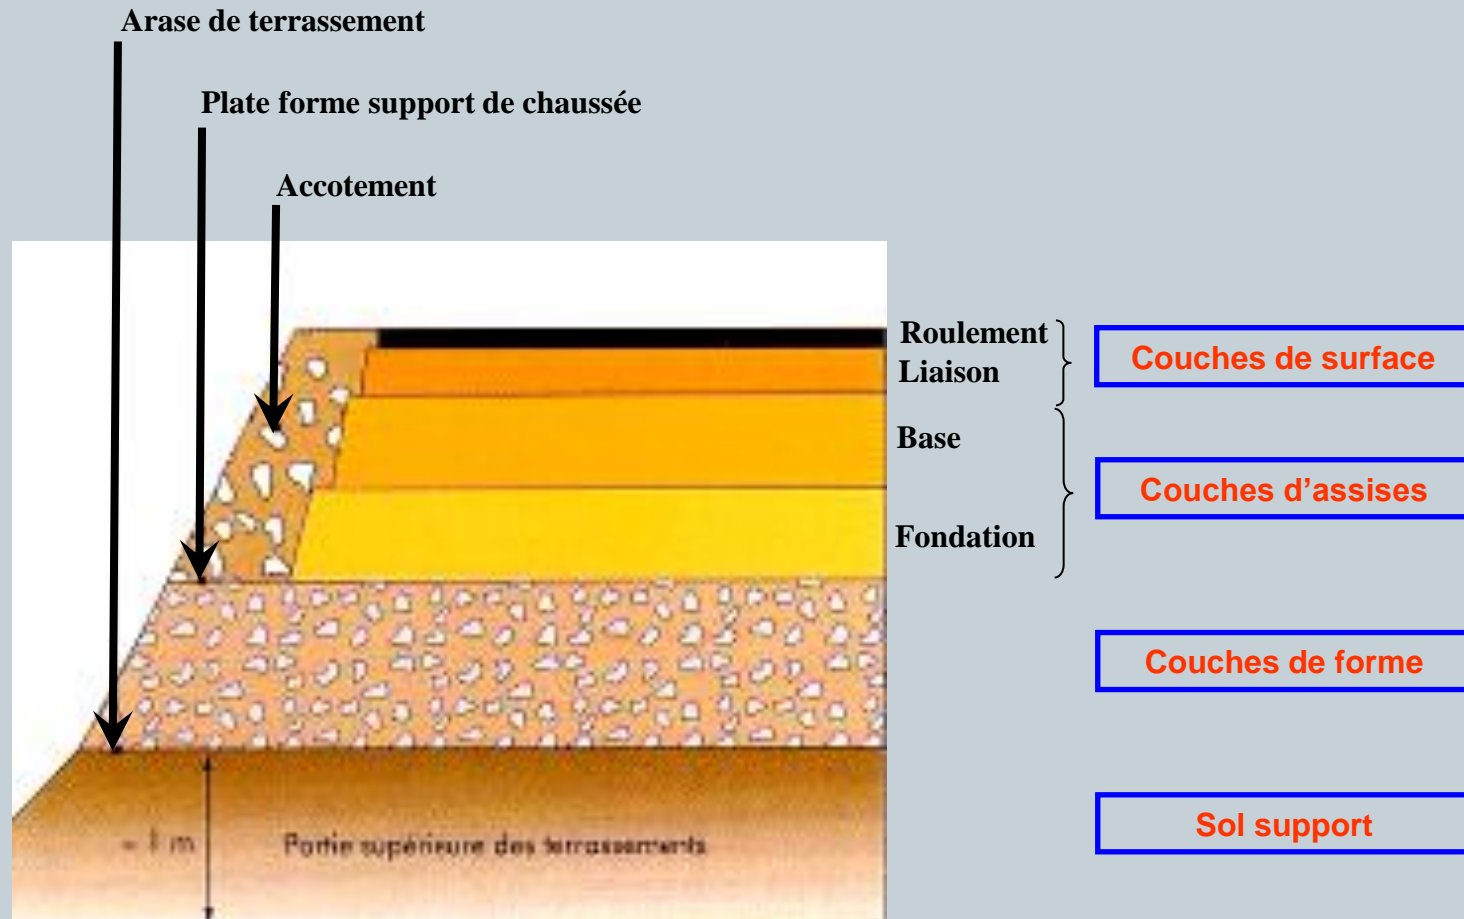 Arase de terrassement
Plate forme support de chaussée
Accotement
Roulement
Liaison
Couches de surface
Base
Couches d’assises
Fondation
Couches de forme
Sol support
≈ 1 m
Partie supérieure des terrassements